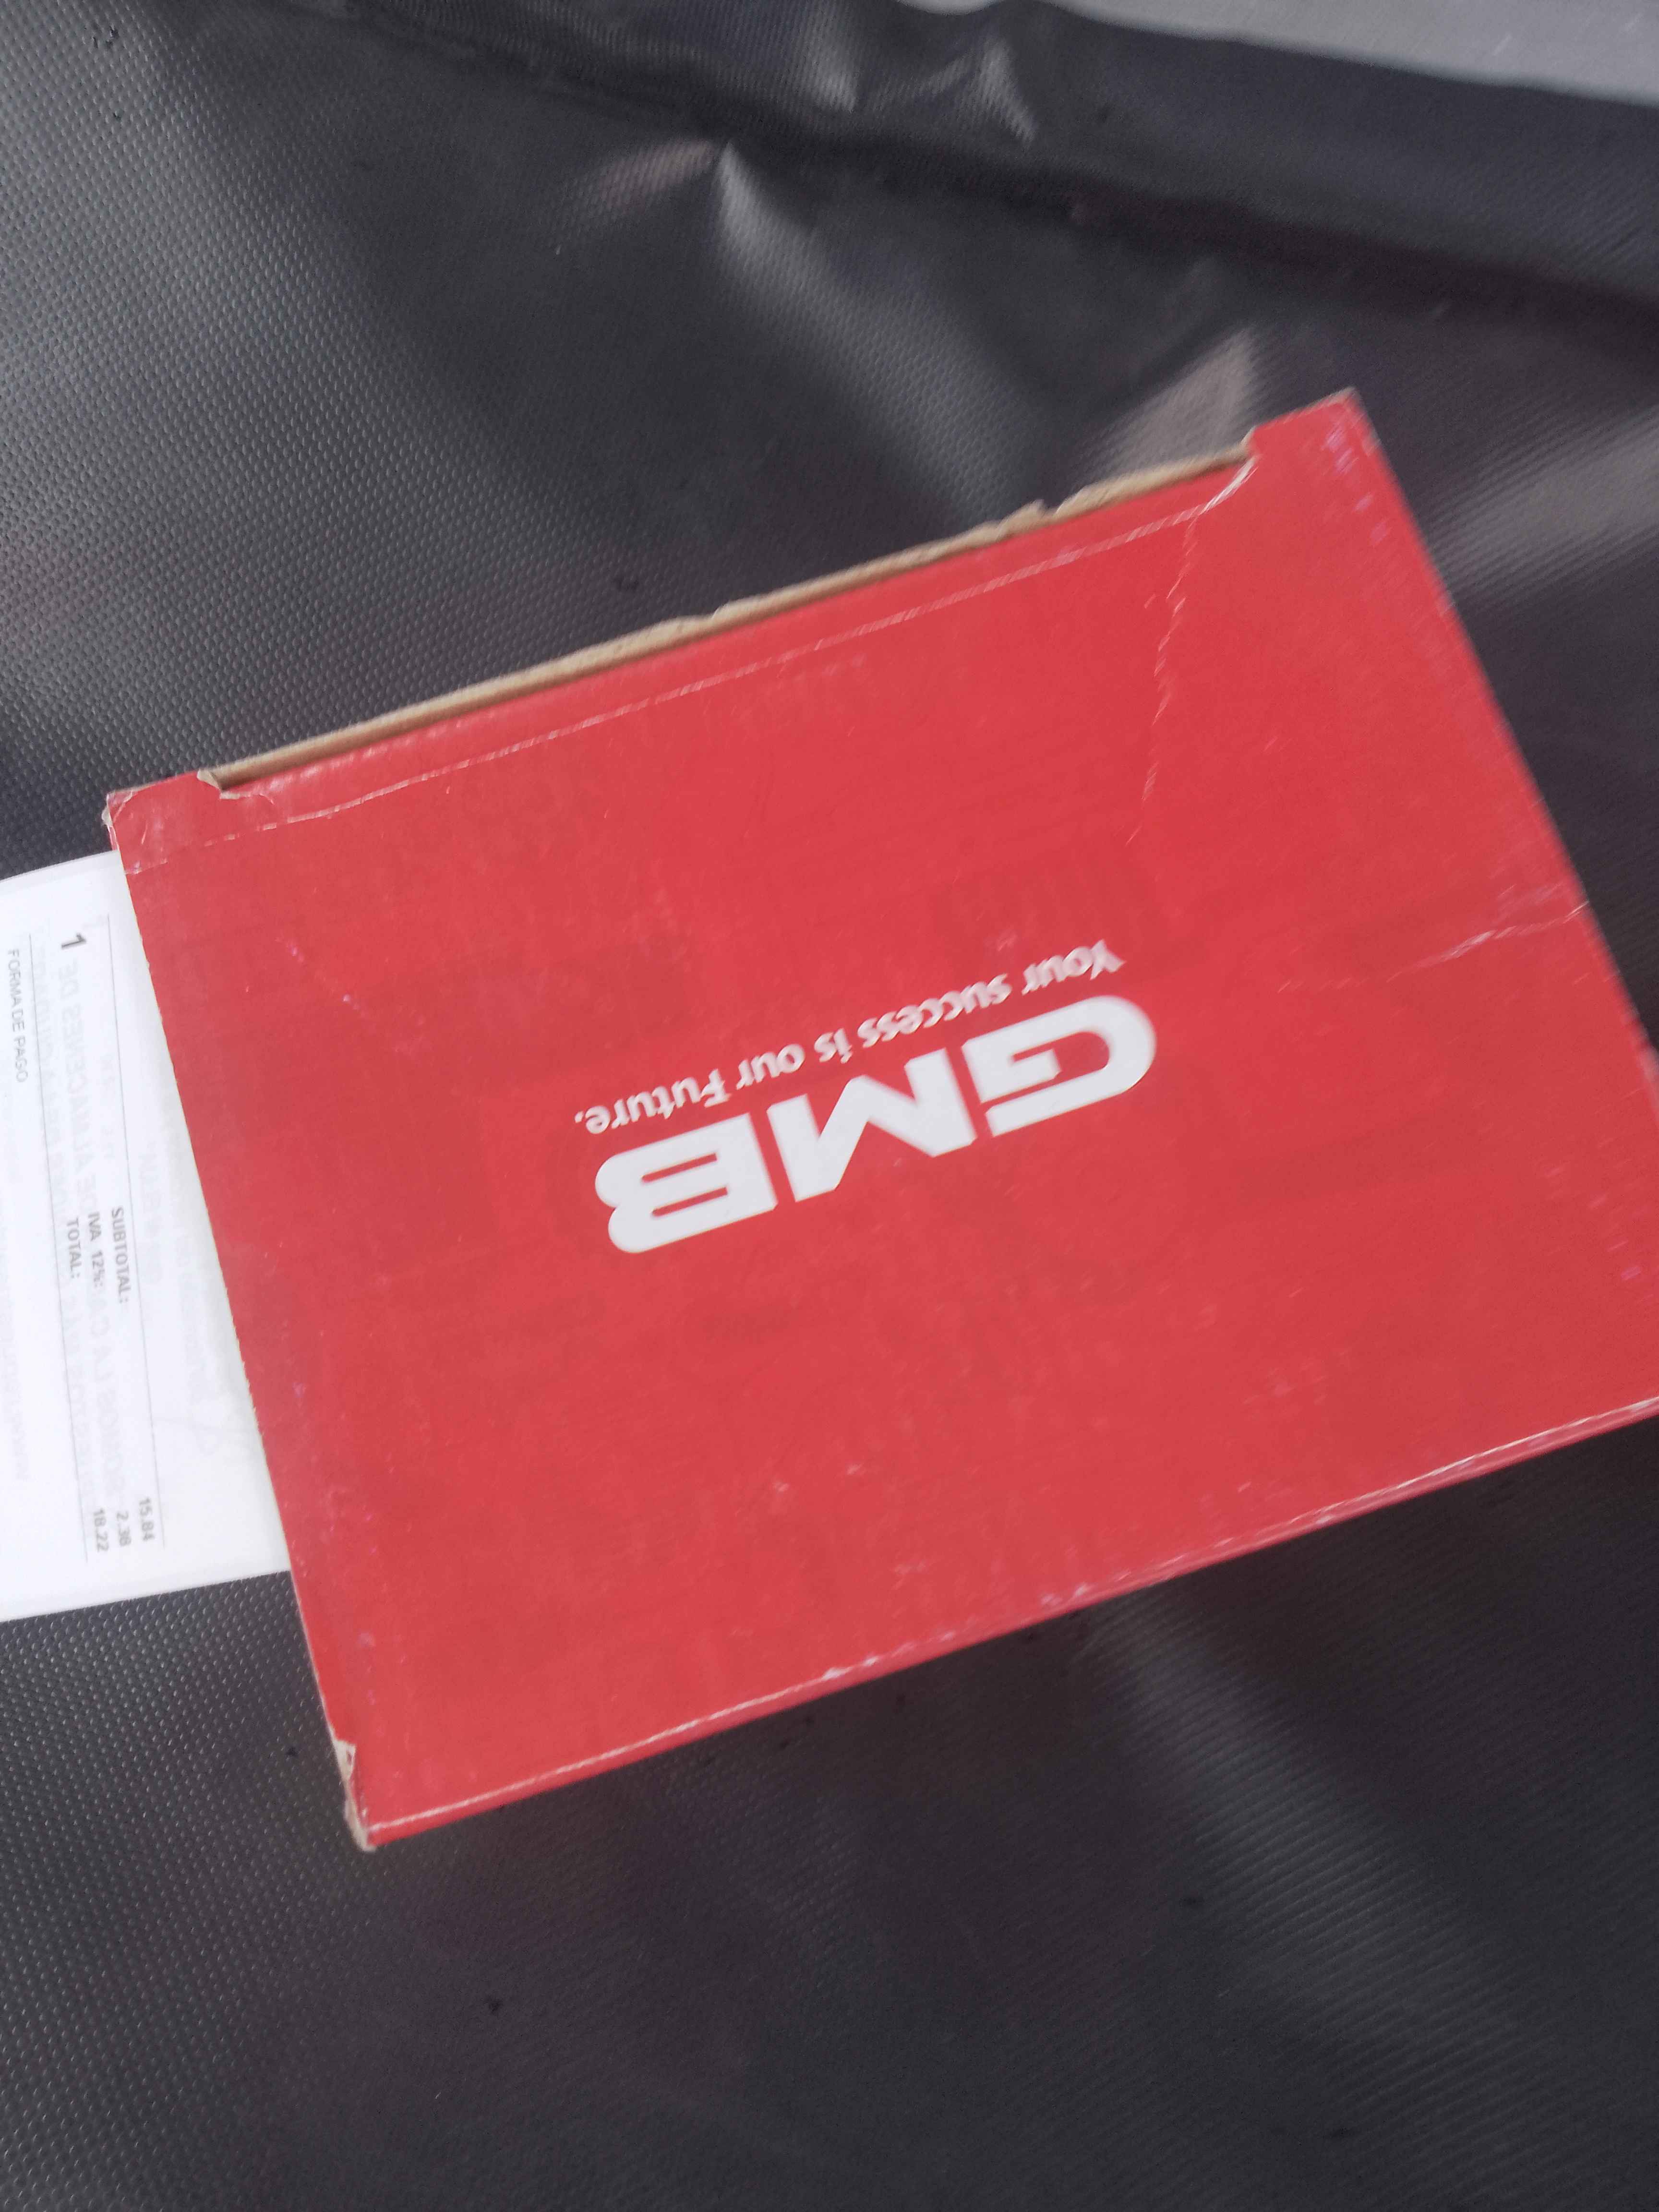 GMB
Your success is our Future.
SUBTOTAL: 15.84
IVA 12%: 2.38
TOTAL: 18.22
1
FORMA DE PAGO